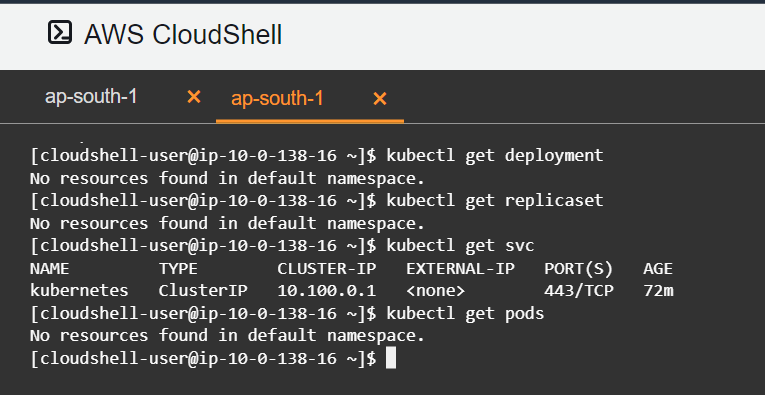 AWS CloudShell
ap-south-1 × ap-south-1 ×
[cloudshell-user@ip-10-0-138-16 ~]$ kubectl get deployment
No resources found in default namespace.
[cloudshell-user@ip-10-0-138-16 ~]$ kubectl get replicaset
No resources found in default namespace.
[cloudshell-user@ip-10-0-138-16 ~]$ kubectl get svc
NAME         TYPE        CLUSTER-IP   EXTERNAL-IP   PORT(S)   AGE
kubernetes   ClusterIP   10.100.0.1   <none>        443/TCP   72m
[cloudshell-user@ip-10-0-138-16 ~]$ kubectl get pods
No resources found in default namespace.
[cloudshell-user@ip-10-0-138-16 ~]$